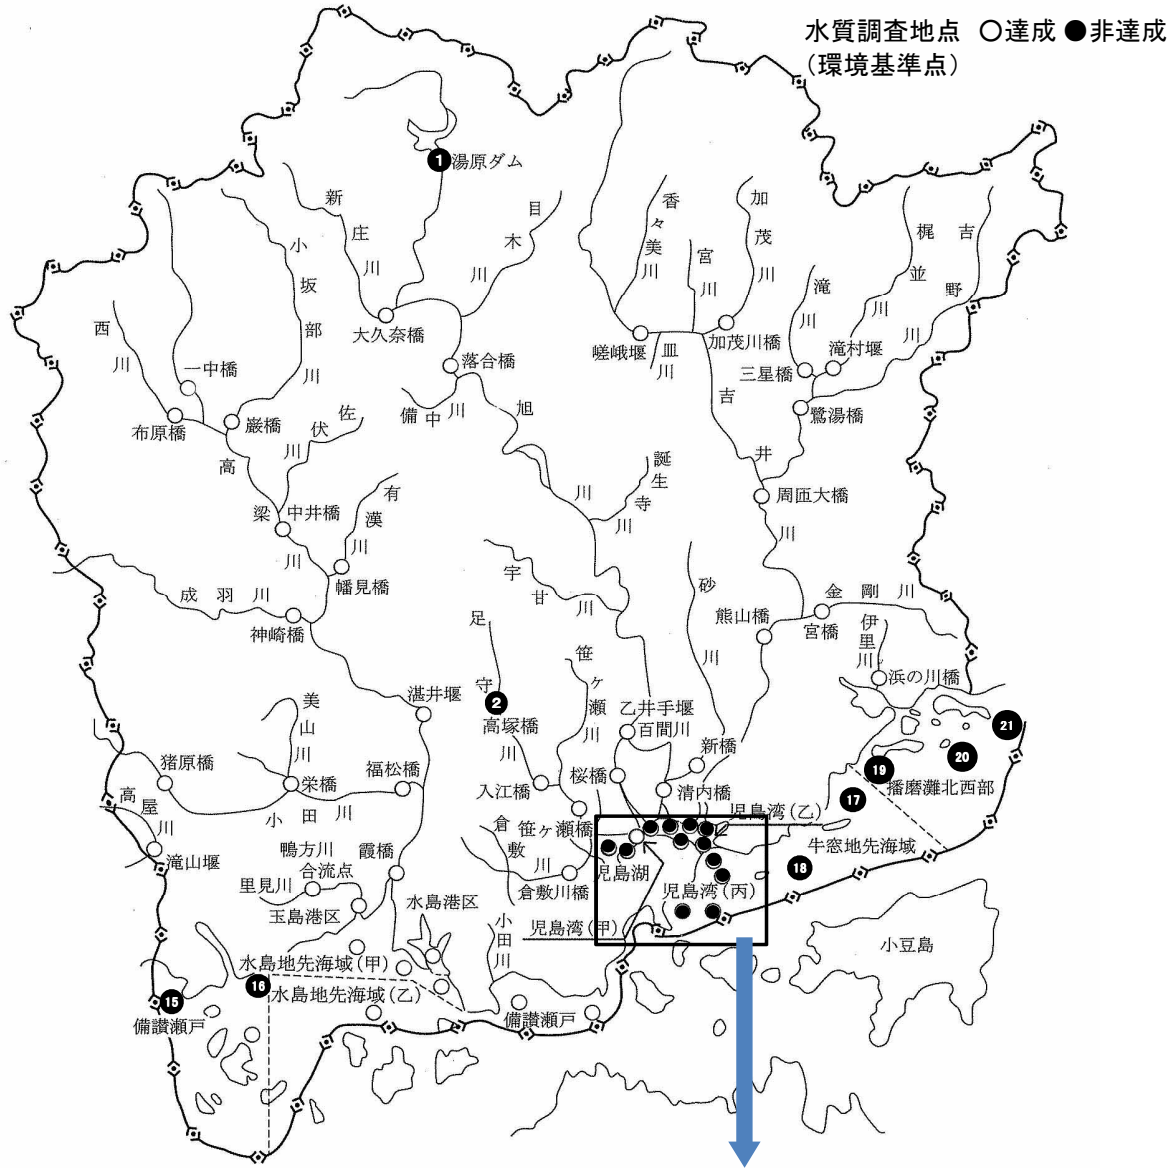 水質調査地点 ○達成 ●非達成
(環境基準点)
1 湯原ダム
新庄川
目木川
香々美川
宮川
加茂川
梶並川
吉野川
滝川
小坂部川
西川
大久奈橋
嵯峨堰
皿川
加茂川橋
滝村堰
三星橋
一中橋
落合橋
備中川
旭川
吉井川
鷺湯橋
布原橋
巌橋
佐伏川
高梁川
誕生寺川
周匝大橋
有漢川
中井橋
幡見橋
宇甘川
砂川
成羽川
神崎橋
足守川
笹ヶ瀬川
熊山橋
金剛川
宮橋
伊里川
浜の川橋
美山川
湛井堰
2
高塚橋
乙井手堰
百間川
新橋
21
20
19
播磨灘北西部
猪原橋
栄橋
福松橋
入江橋
桜橋
清内橋
17
高屋川
小田川
倉敷川
笹ヶ瀬橋
児島湾(乙)
牛窓地先海域
滝山堰
鴨方川
合流点
里見川
霞橋
倉敷川橋
児島湖
児島湾(丙)
18
玉島港区
水島港区
小田川
児島湾(甲)
小豆島
水島地先海域(甲)
16
水島地先海域(乙)
15
備讃瀬戸
備讃瀬戸